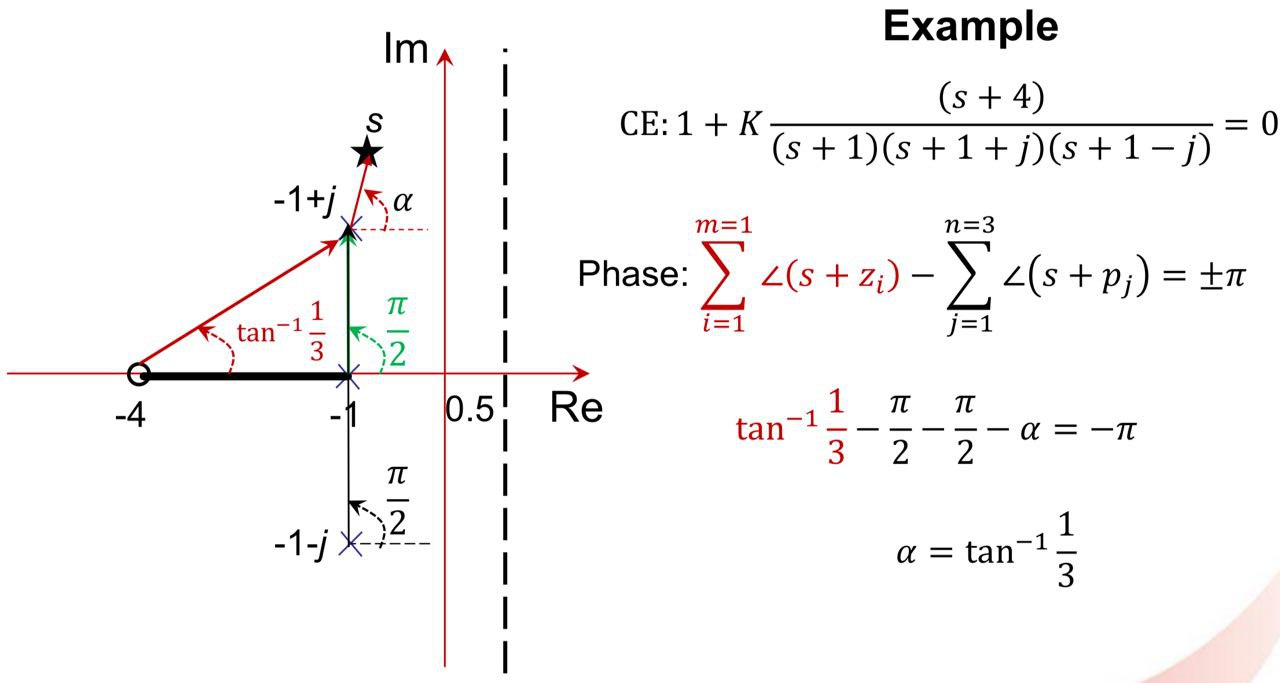 Example
CE: 1 + K (s + 4) / (s + 1)(s + 1 + j)(s + 1 − j) = 0
Phase: ∑_{i=1}^{m=1} ∠(s + z_i) − ∑_{j=1}^{n=3} ∠(s + p_j) = ±π
tan⁻¹ 1/3 − π/2 − π/2 − α = −π
α = tan⁻¹ 1/3
Im
s
-1+j
α
tan⁻¹ 1/3
π/2
-4
-1
0.5
Re
π/2
-1-j